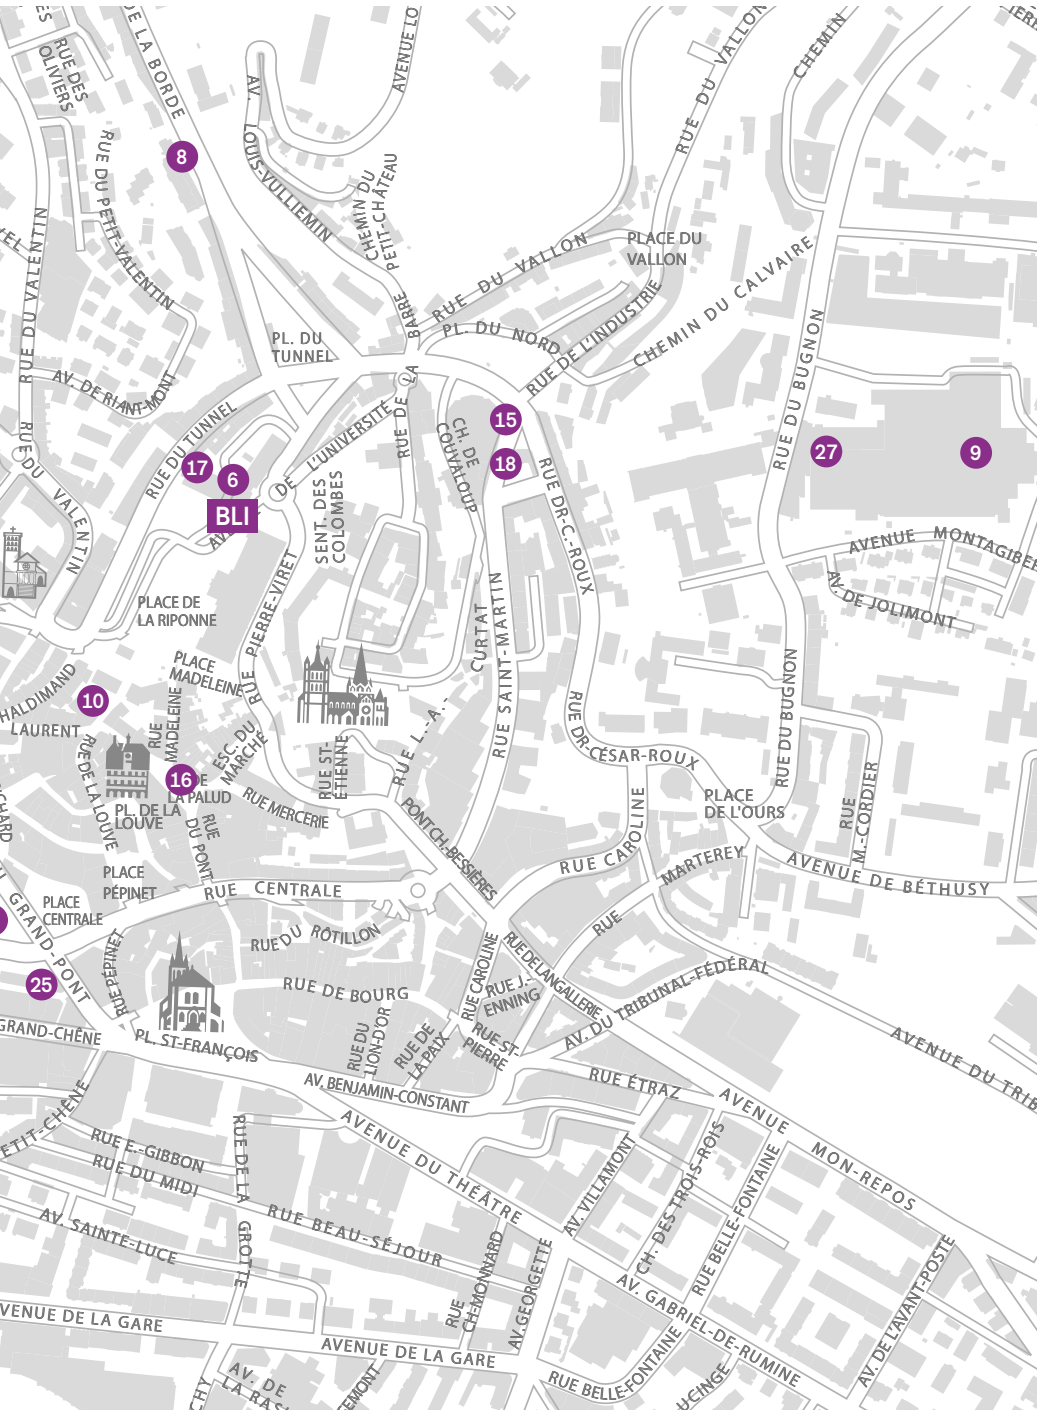 RUE DES
OLIVIERS
DE LA BORDE
AV. LOUIS-VULLIEMIN
AVENUE LO
RUE DU VALLON
CHEMIN
8
RUE DU PETIT-VALENTIN
CHEMIN DU
PETIT-CHÂTEAU
RUE DU VALENTIN
RUE DU VALLON
PLACE DU
VALLON
CHEMIN DU CALVAIRE
BARRE
PL. DU NORD
RUE DE L'INDUSTRIE
PL. DU
TUNNEL
AV. DE RIANT-MONT
RUE DU TUNNEL
L'UNIVERSITÉ
DE
RUE DE LA
CH. DE
COUVALOUP
15
18
RUE DU BUGNON
27
9
17
6
BLI
RUE DU VALENTIN
SENT. DES
COLOMBES
RUE DR-C.-ROUX
AVENUE MONTAGIBE
AV. DE JOLIMONT
PLACE DE
LA RIPONNE
RUE PIERRE-VIRET
CURTAT
RUE SAINT-MARTIN
PLACE
MADELEINE
HALDIMAND
10
LAURENT
RUE
MADELEINE
ESC. DU
MARCHÉ
RUE ST-
ETIENNE
RUE L.-A.-
RUE DR-CÉSAR-ROUX
RUE DU BUGNON
RUE DE LA LOUVE
16
DE
LA PALUD
PL. DE LA
LOUVE
RUE
DU PONT
RUE MERCERIE
PONT CH.-BESSIÈRES
RUE CAROLINE
PLACE
DE L'OURS
RUE
M.-CORDIER
MARTEREY
AVENUE DE BÉTHUSY
PLACE
PÉPINET
RUE CENTRALE
PLACE
CENTRALE
GRAND-PONT
RUE DU RÔTILLON
RUE
25
RUE PÉPINET
RUE DE BOURG
RUE CAROLINE
RUE DE LANGALLERIE
RUE J.-
ENNING
AV. DU TRIBUNAL-FÉDÉRAL
GRAND-CHÊNE
PL. ST-FRANÇOIS
RUE DU
LION-D'OR
RUE DE
LA PAIX
RUE ST-
PIERRE
AVENUE DU TRIB
AV. BENJAMIN-CONSTANT
RUE ÉTRAZ
ETIT-CHÊNE
AVENUE DU THÉÂTRE
AVENUE MON-REPOS
RUE E.-GIBBON
RUE DU MIDI
RUE DE LA GROTTE
AV. VILLAMONT
CH. DES TROIS-ROIS
RUE BELLE-FONTAINE
AV. SAINTE-LUCE
RUE BEAU-SÉJOUR
RUE
CH-MONNARD
AV. GEORGETTE
AV. GABRIEL-DE-RUMINE
AV. DE L'AVANT-POSTE
VENUE DE LA GARE
AVENUE DE LA GARE
AV. DE
LA RAS
EMONT
RUE BELLE-FONTAINE
UCINGE
CHY